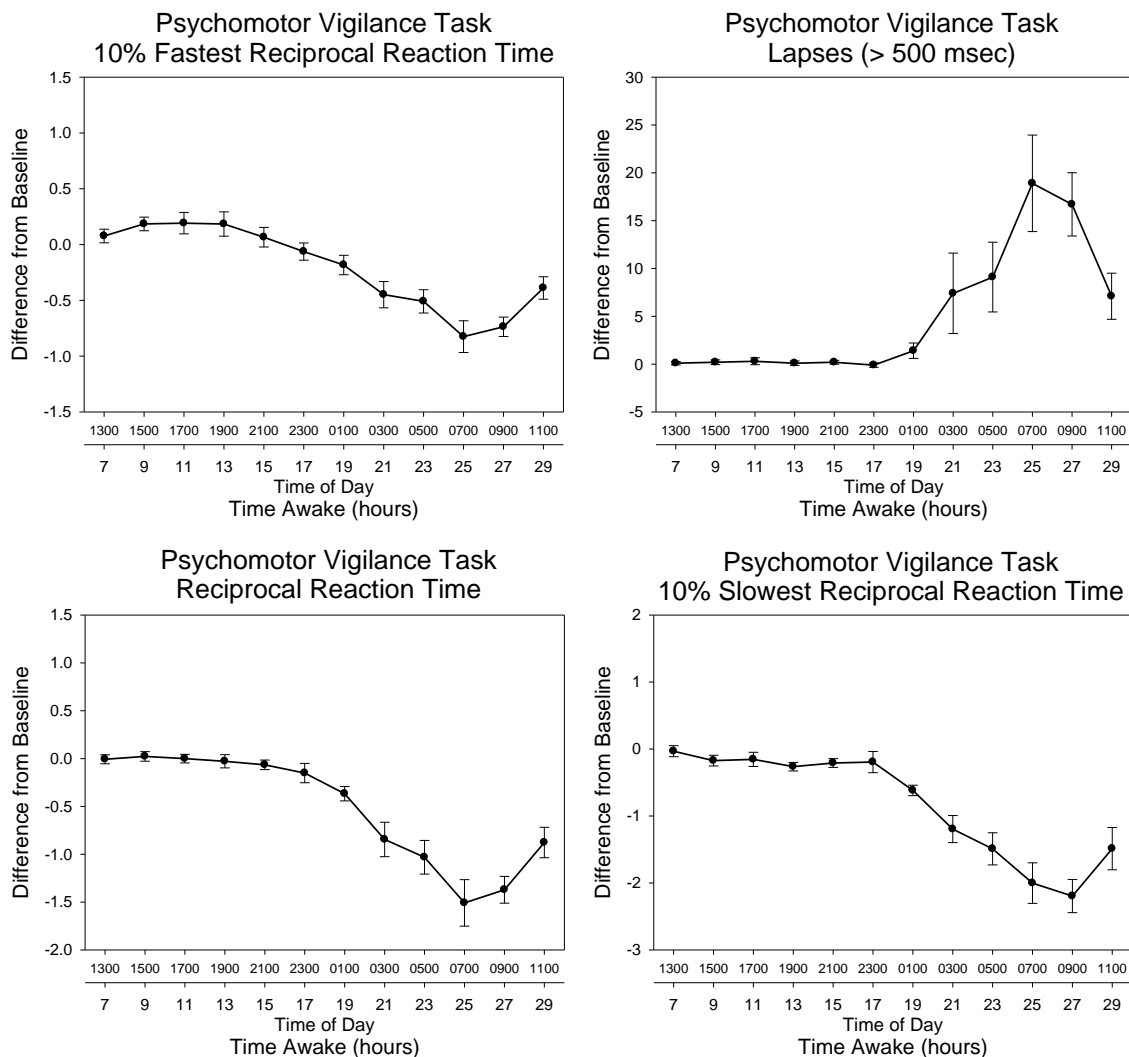 Psychomotor Vigilance Task
10% Fastest Reciprocal Reaction Time
Difference from Baseline
1.5
1.0
0.5
0.0
-0.5
-1.0
-1.5
1300 1500 1700 1900 2100 2300 0100 0300 0500 0700 0900 1100
7 9 11 13 15 17 19 21 23 25 27 29
Time of Day
Time Awake (hours)
Psychomotor Vigilance Task
Lapses (> 500 msec)
Difference from Baseline
30
25
20
15
10
5
0
-5
1300 1500 1700 1900 2100 2300 0100 0300 0500 0700 0900 1100
7 9 11 13 15 17 19 21 23 25 27 29
Time of Day
Time Awake (hours)
Psychomotor Vigilance Task
Reciprocal Reaction Time
Difference from Baseline
1.5
1.0
0.5
0.0
-0.5
-1.0
-1.5
-2.0
1300 1500 1700 1900 2100 2300 0100 0300 0500 0700 0900 1100
7 9 11 13 15 17 19 21 23 25 27 29
Time of Day
Time Awake (hours)
Psychomotor Vigilance Task
10% Slowest Reciprocal Reaction Time
Difference from Baseline
2
1
0
-1
-2
-3
1300 1500 1700 1900 2100 2300 0100 0300 0500 0700 0900 1100
7 9 11 13 15 17 19 21 23 25 27 29
Time of Day
Time Awake (hours)